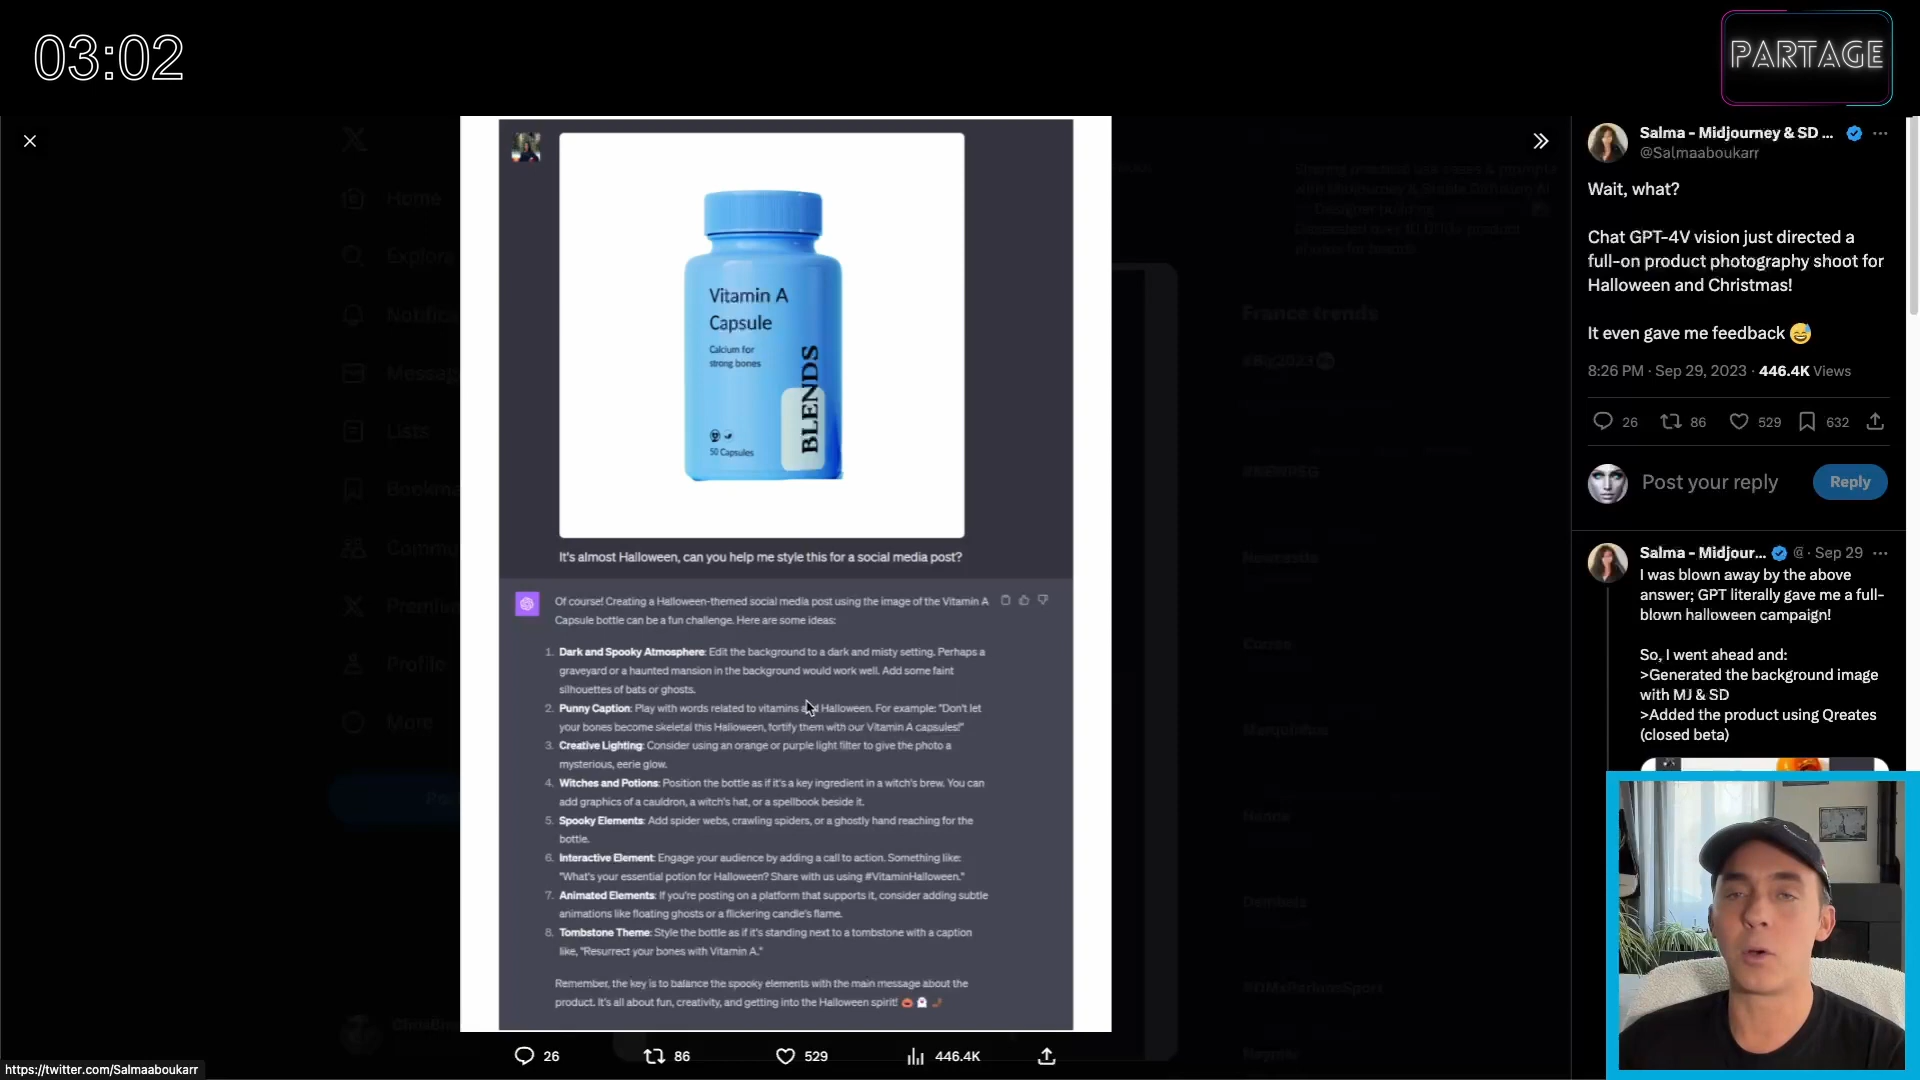 03:02
PARTAGE
Vitamin A
Capsule
Calcium for
strong bones
BLENDS
50 Capsules
It's almost Halloween, can you help me style this for a social media post?
Of course! Creating a Halloween-themed social media post using the image of the Vitamin A
Capsule bottle can be a fun challenge. Here are some ideas:
1. Dark and Spooky Atmosphere: Edit the background to a dark and misty setting. Perhaps a
graveyard or a haunted mansion in the background would work well. Add some faint
silhouettes of bats or ghosts.
2. Punny Caption: Play with words related to vitamins and Halloween. For example: "Don't let
your bones become skeletal this Halloween, fortify them with our Vitamin A capsules!"
3. Creative Lighting: Consider using an orange or purple light filter to give the photo a
mysterious, eerie glow.
4. Witches and Potions: Position the bottle as if it's a key ingredient in a witch's brew. You can
add graphics of a cauldron, a witch's hat, or a spellbook beside it.
5. Spooky Elements: Add spider webs, crawling spiders, or a ghostly hand reaching for the
bottle.
6. Interactive Element: Engage your audience by adding a call to action. Something like:
"What's your essential potion for Halloween? Share with us using #VitaminHalloween."
7. Animated Elements: If you're posting on a platform that supports it, consider adding subtle
animations like floating ghosts or a flickering candle's flame.
8. Tombstone Theme: Style the bottle as if it's standing next to a tombstone with a caption
like, "Resurrect your bones with Vitamin A."
Remember, the key is to balance the spooky elements with the main message about the
product. It's all about fun, creativity, and getting into the Halloween spirit! 🎃👻
26 86 529 446.4K
Home
Explore
Lists
Profile
More
France trends
Salma - Midjourney & SD ...
@Salmaaboukarr
Wait, what?
Chat GPT-4V vision just directed a
full-on product photography shoot for
Halloween and Christmas!
It even gave me feedback 😅
8:26 PM · Sep 29, 2023 · 446.4K Views
26 86 529 632
Post your reply
Reply
Salma - Midjour... @ · Sep 29
I was blown away by the above
answer; GPT literally gave me a full-
blown halloween campaign!
So, I went ahead and:
>Generated the background image
with MJ & SD
>Added the product using Qreates
(closed beta)
https://twitter.com/Salmaaboukarr